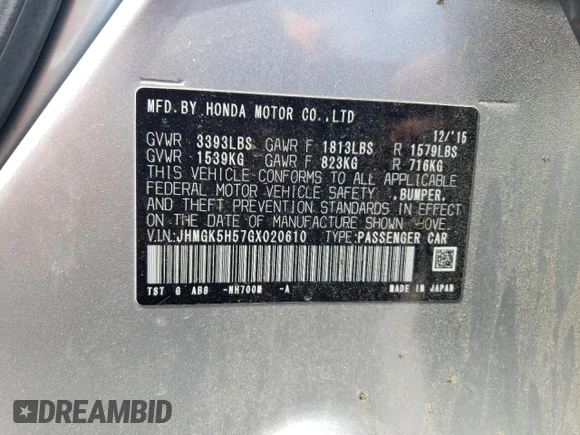 MFD.BY HONDA MOTOR CO.,LTD
12/'15
GVWR 3393LBS GAWR F 1813LBS R 1579LBS
GVWR 1539KG GAWR F 823KG R 716KG
THIS VEHICLE CONFORMS TO ALL APPLICABLE
FEDERAL MOTOR VEHICLE SAFETY ,BUMPER,
AND THEFT PREVENTION STANDARDS IN EFFECT
ON THE DATE OF MANUFACTURE SHOWN
V.IN:JHMGK5H57GX020610 TYPE:PASSENGER CAR
TST G AB8 -NH700M -A MADE IN JAPAN
DREAMBID